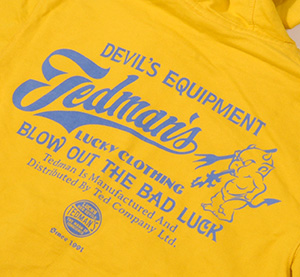 DEVIL'S EQUIPMENT
Tedman's
LUCKY CLOTHING
BLOW OUT THE BAD LUCK
Tedman Is Manufactured And
Distributed By Ted Company Ltd.
TEDMAN'S
Since 1991